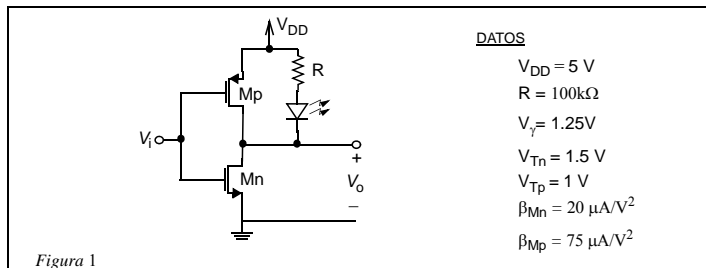 V_DD
R
Mp
V_i
Mn
+
V_o
–
Figura 1
DATOS
V_DD = 5 V
R = 100kΩ
V_γ= 1.25V
V_Tn = 1.5 V
V_Tp = 1 V
β_Mn = 20 μA/V²
β_Mp = 75 μA/V²